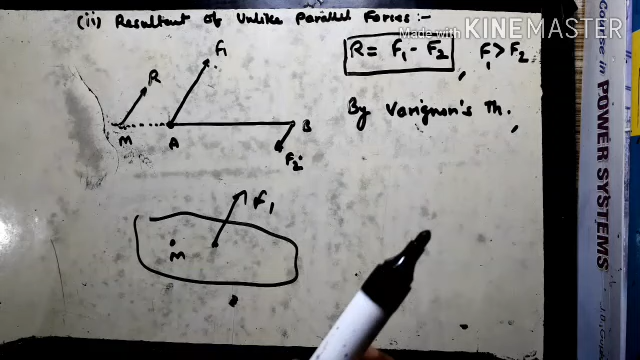 Made with KINEMASTER
(ii) Resultant of Unlike Parallel Forces :-
R = F1 - F2 , F1 > F2
F1
R
M
A
B
F2
By Varignon's Th. ,
F1
m
POWER SYSTEMS